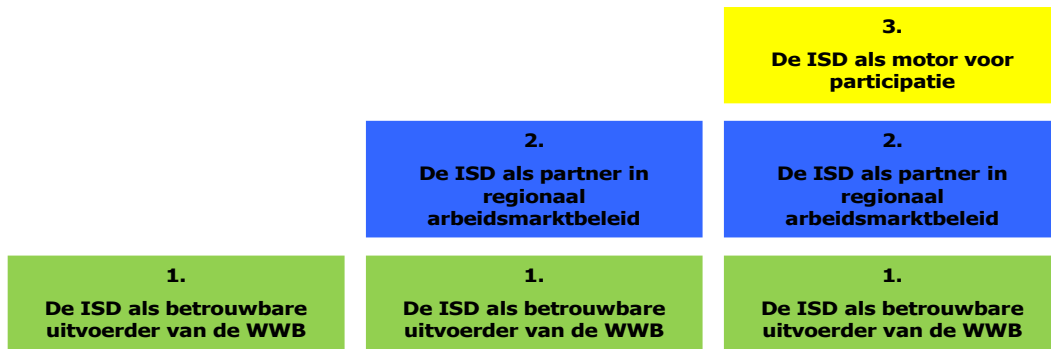 3.
De ISD als motor voor
participatie
2.
De ISD als partner in
regionaal
arbeidsmarktbeleid
2.
De ISD als partner in
regionaal
arbeidsmarktbeleid
1.
De ISD als betrouwbare
uitvoerder van de WWB
1.
De ISD als betrouwbare
uitvoerder van de WWB
1.
De ISD als betrouwbare
uitvoerder van de WWB